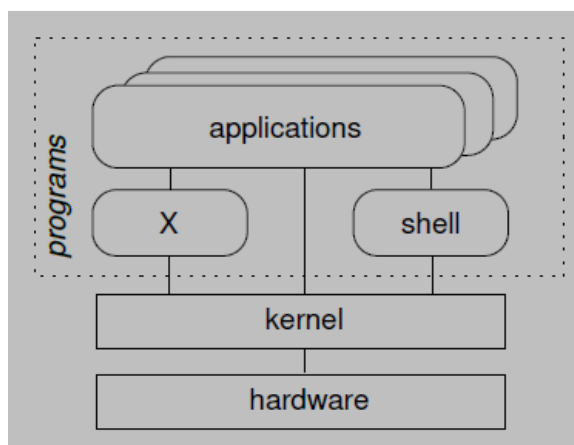 applications
programs
X
shell
kernel
hardware